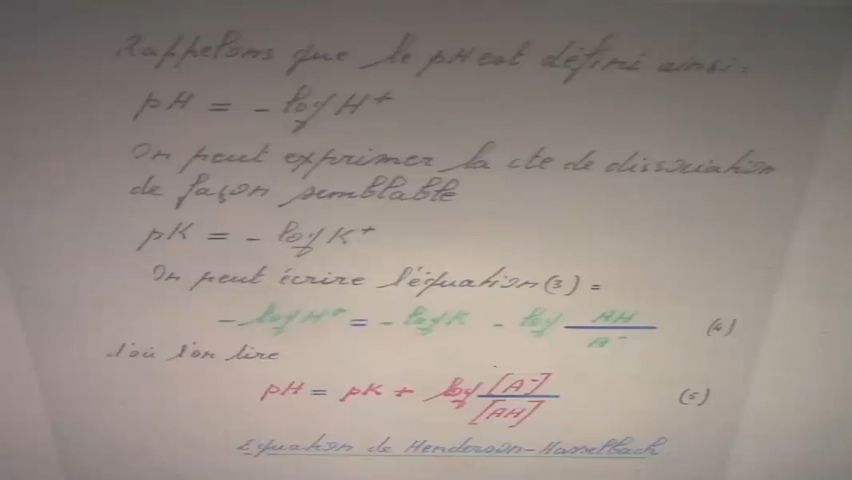 Rappelons que le pH est défini ainsi:
pH = - log H⁺
On peut exprimer la cte de dissociation
de façon semblable
pK = - log K⁺
On peut écrire l'équation (3) =
- log H⁺ = - log K - log AH / A⁻ (4)
d'où l'on tire
pH = pK + log [A⁻] / [AH] (5)
Equation de Henderson-Hasselbach